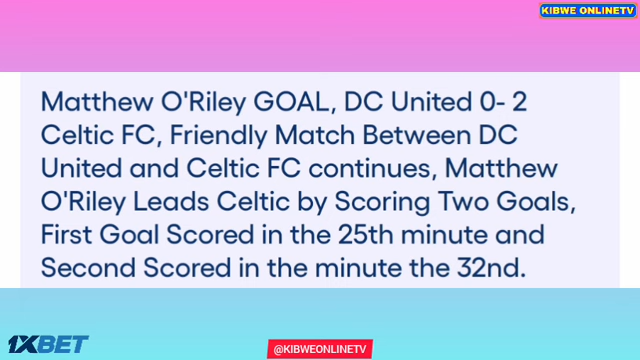 KIBWE ONLINETV
Matthew O'Riley GOAL, DC United 0- 2
Celtic FC, Friendly Match Between DC
United and Celtic FC continues, Matthew
O'Riley Leads Celtic by Scoring Two Goals,
First Goal Scored in the 25th minute and
Second Scored in the minute the 32nd.
1XBET
@KIBWEONLINETV